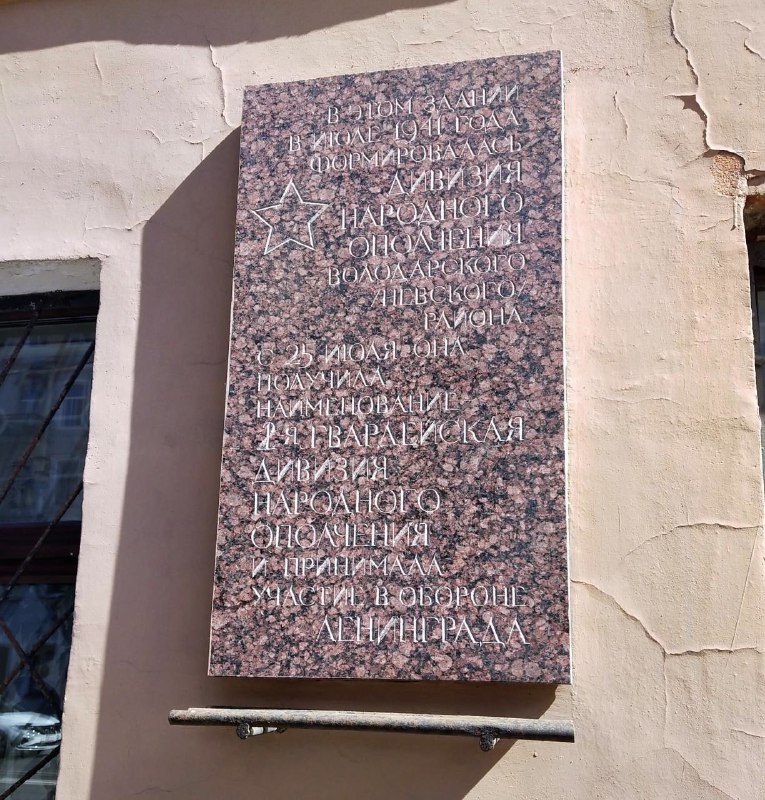 В ЭТОМ ЗДАНИИ
В ИЮЛЕ 1941 ГОДА
ФОРМИРОВАЛАСЬ
ДИВИЗИЯ
НАРОДНОГО
ОПОЛЧЕНИЯ
ВОЛОДАРСКОГО
/НЕВСКОГО/
РАЙОНА
С 25 ИЮЛЯ ОНА
ПОЛУЧИЛА
НАИМЕНОВАНИЕ
1-Я ГВАРДЕЙСКАЯ
ДИВИЗИЯ
НАРОДНОГО
ОПОЛЧЕНИЯ
И ПРИНИМАЛА
УЧАСТИЕ В ОБОРОНЕ
ЛЕНИНГРАДА